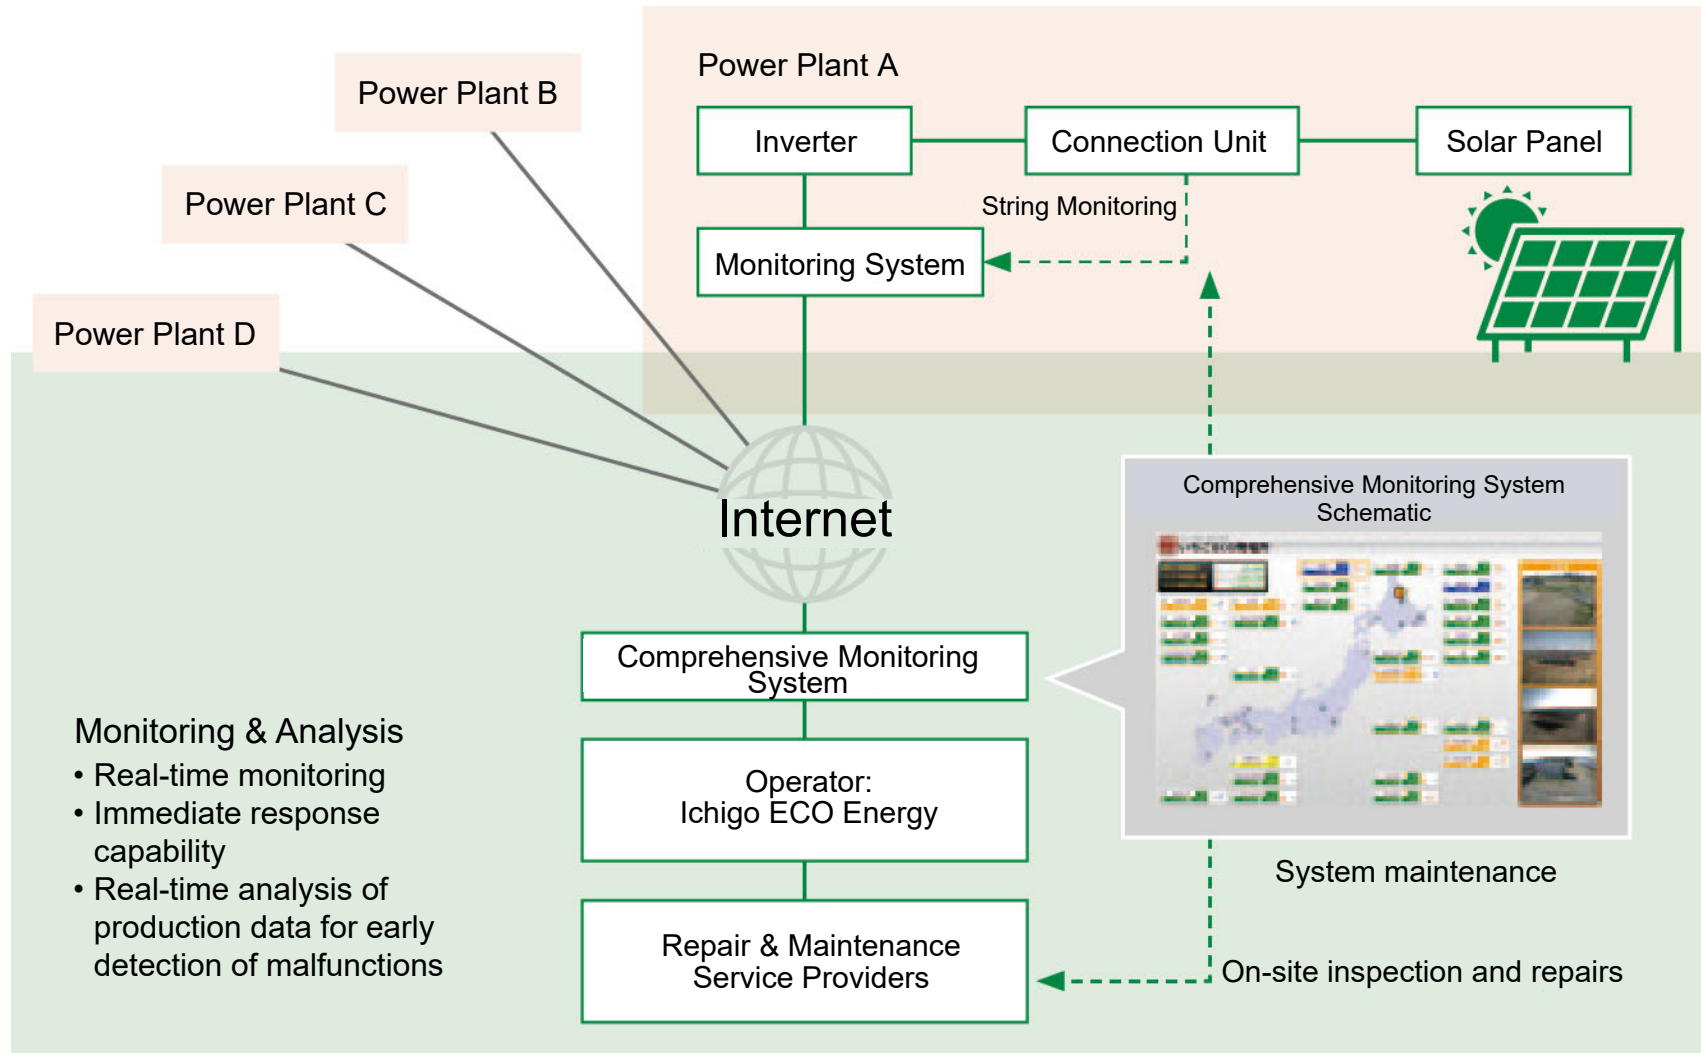 Power Plant A
Power Plant B
Inverter
Connection Unit
Solar Panel
Power Plant C
String Monitoring
Monitoring System
Power Plant D
Internet
Comprehensive Monitoring System
Schematic
Comprehensive Monitoring
System
Monitoring & Analysis
• Real-time monitoring
• Immediate response
capability
• Real-time analysis of
production data for early
detection of malfunctions
Operator:
Ichigo ECO Energy
System maintenance
Repair & Maintenance
Service Providers
On-site inspection and repairs